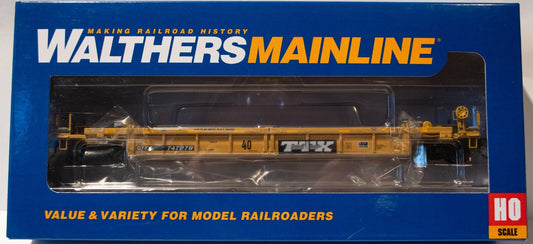 MAKING RAILROAD HISTORY
WALTHERSMAINLINE®
40 TTX
VALUE & VARIETY FOR MODEL RAILROADERS
HO
SCALE